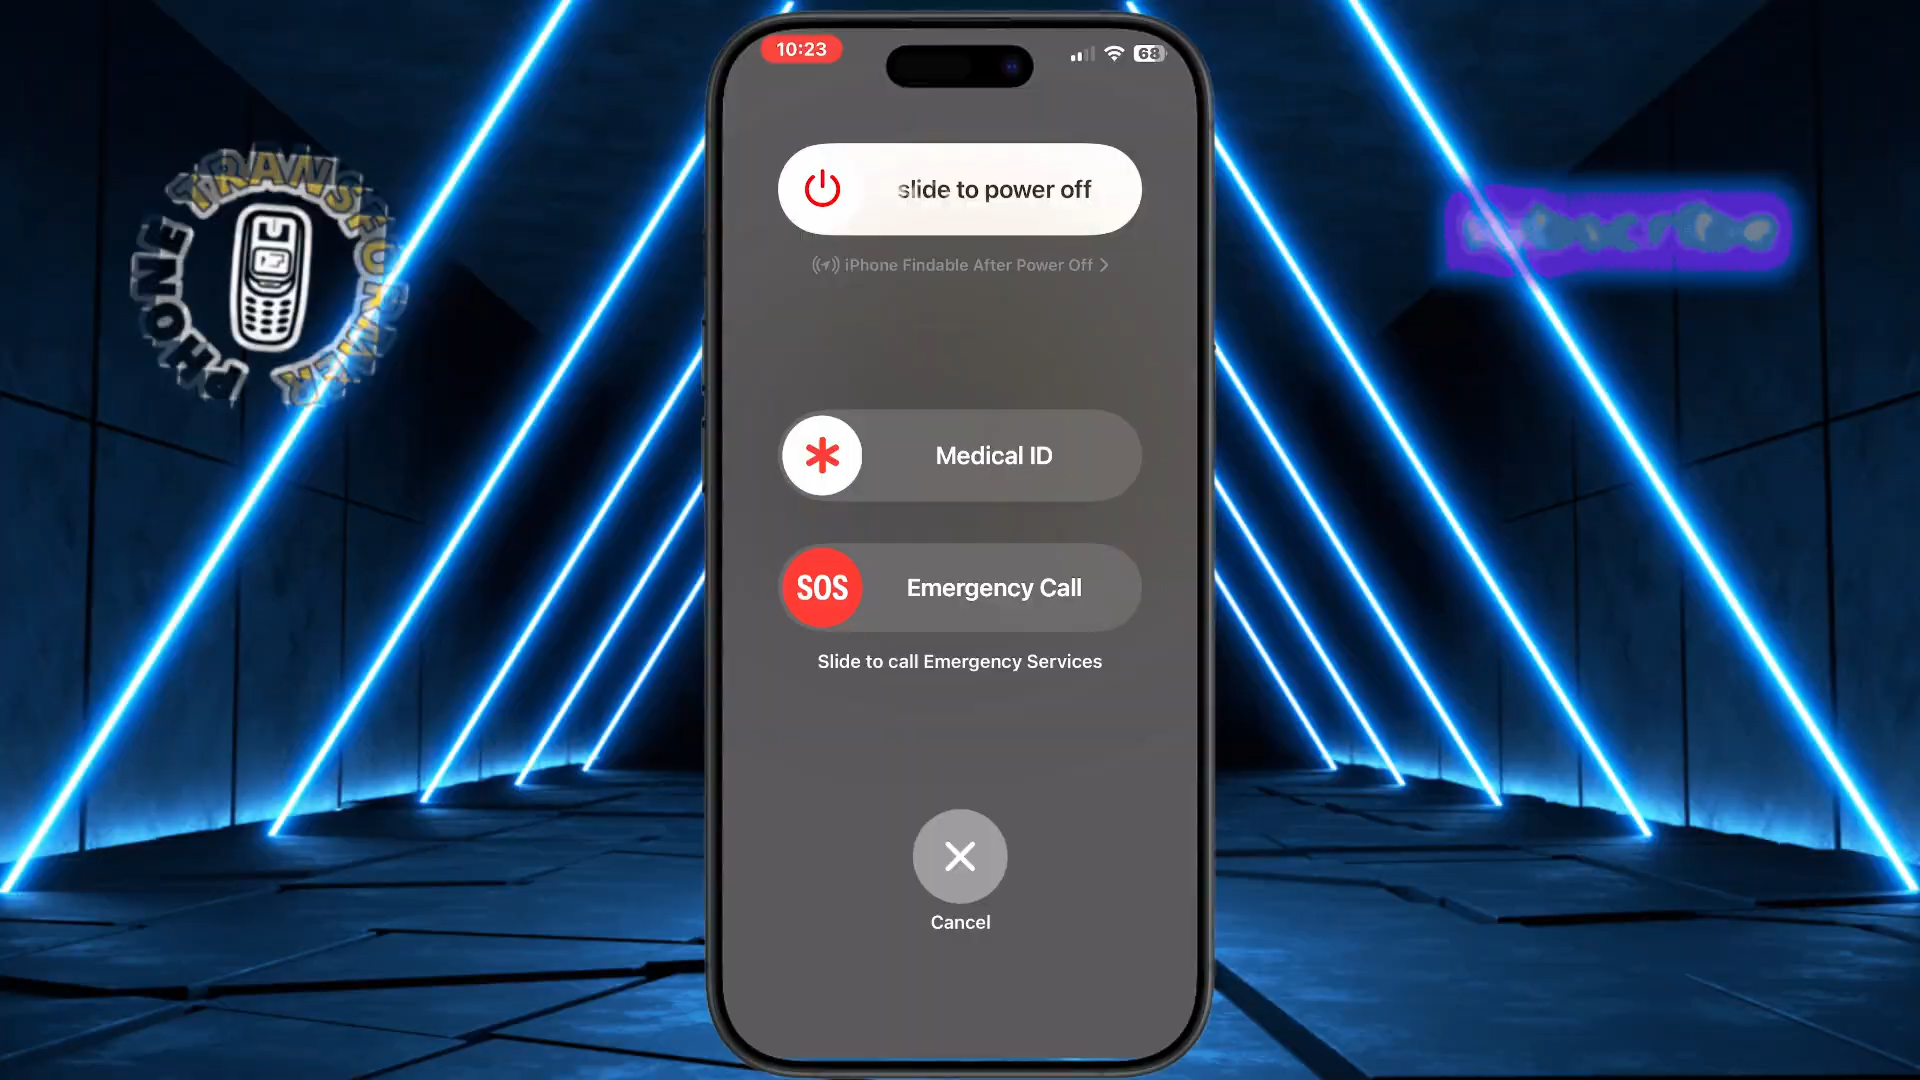 10:23
68
slide to power off
iPhone Findable After Power Off
Medical ID
SOS
Emergency Call
Slide to call Emergency Services
Cancel
PHONE TRANSFORMER